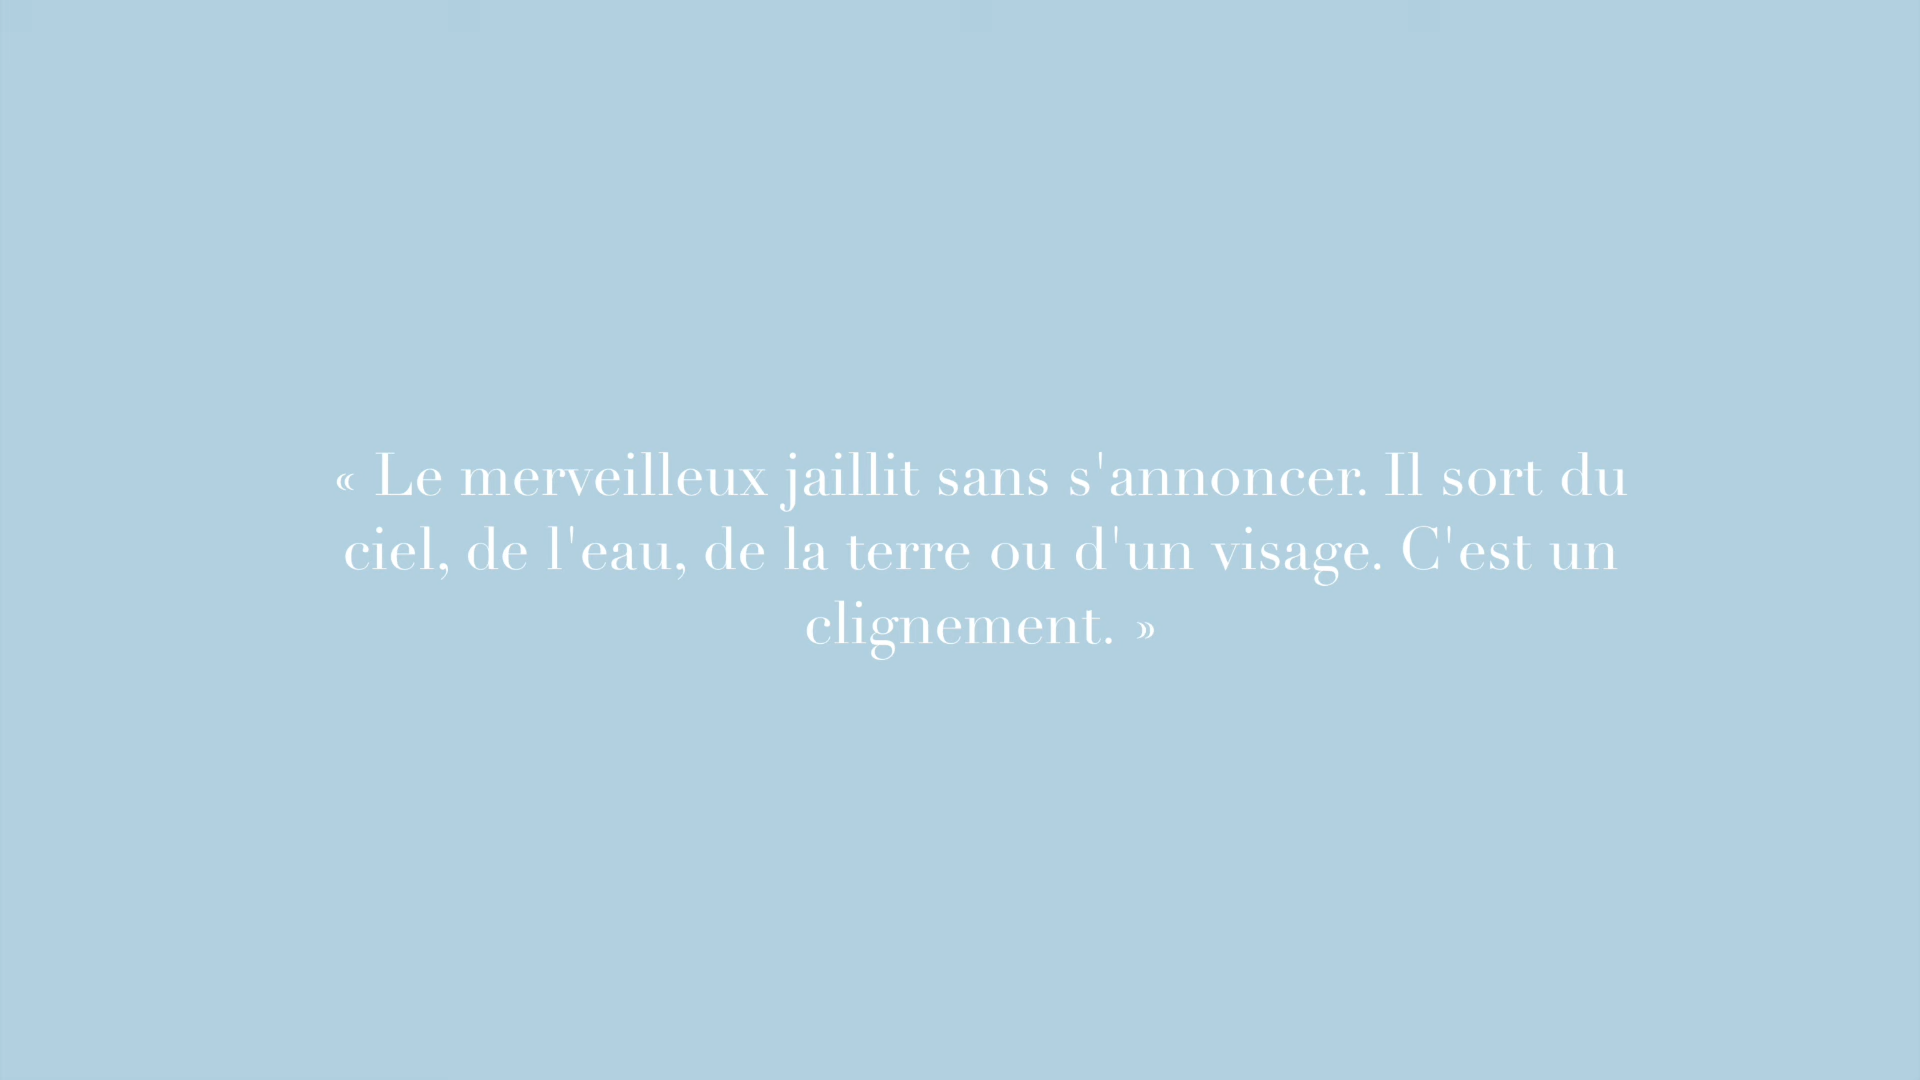 « Le merveilleux jaillit sans s'annoncer. Il sort du
ciel, de l'eau, de la terre ou d'un visage. C'est un
clignement. »